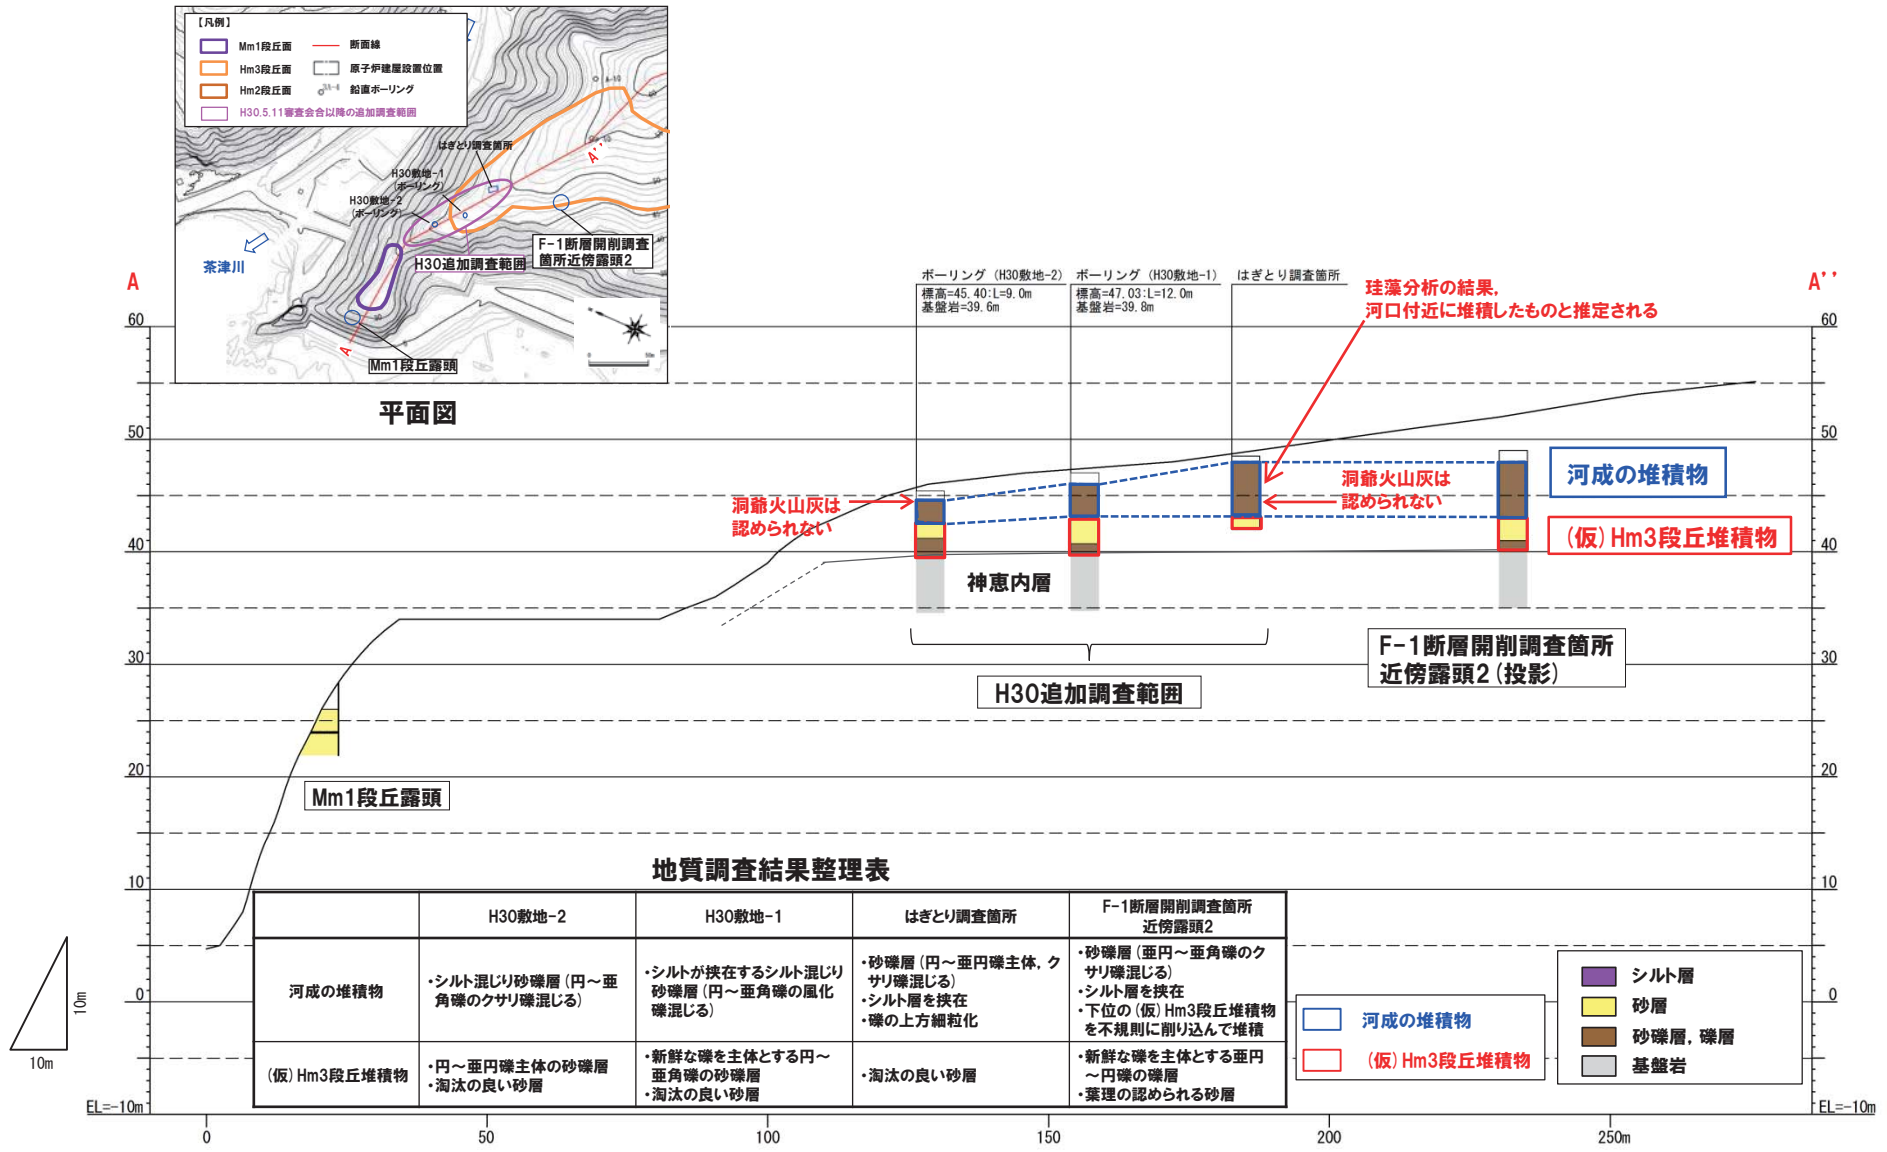 【凡例】
Mm1段丘面
断面線
Hm3段丘面
原子炉建屋設置位置
Hm2段丘面
鉛直ボーリング
H30.5.11審査会合以降の追加調査範囲
はぎとり調査箇所
H30敷地-1
(ボーリング)
H30敷地-2
(ボーリング)
A''
F-1断層開削調査
箇所近傍露頭2
H30追加調査範囲
茶津川
A
Mm1段丘露頭
0
50m
平面図
A
A''
ボーリング (H30敷地-2)
標高=45.40:L=9.0m
基盤岩=39.6m
ボーリング (H30敷地-1)
標高=47.03:L=12.0m
基盤岩=39.8m
はぎとり調査箇所
珪藻分析の結果,
河口付近に堆積したものと推定される
洞爺火山灰は
認められない
洞爺火山灰は
認められない
河成の堆積物
(仮)Hm3段丘堆積物
神恵内層
H30追加調査範囲
F-1断層開削調査箇所
近傍露頭2(投影)
Mm1段丘露頭
60
50
40
30
20
10
0
EL=-10m
60
50
40
30
20
10
0
EL=-10m
地質調査結果整理表
H30敷地-2
H30敷地-1
はぎとり調査箇所
F-1断層開削調査箇所
近傍露頭2
河成の堆積物
・シルト混じり砂礫層(円～亜
角礫のクサリ礫混じる)
・シルトが挟在するシルト混じり
砂礫層(円～亜角礫の風化
礫混じる)
・砂礫層(円～亜円礫主体, ク
サリ礫混じる)
・シルト層を挟在
・礫の上方細粒化
・砂礫層(亜円～亜角礫のク
サリ礫混じる)
・シルト層を挟在
・下位の(仮)Hm3段丘堆積物
を不規則に削り込んで堆積
(仮)Hm3段丘堆積物
・円～亜円礫主体の砂礫層
・淘汰の良い砂層
・新鮮な礫を主体とする円～
亜角礫の砂礫層
・淘汰の良い砂層
・淘汰の良い砂層
・新鮮な礫を主体とする亜円
～円礫の礫層
・葉理の認められる砂層
河成の堆積物
(仮)Hm3段丘堆積物
シルト層
砂層
砂礫層, 礫層
基盤岩
10m
10m
0
50
100
150
200
250m